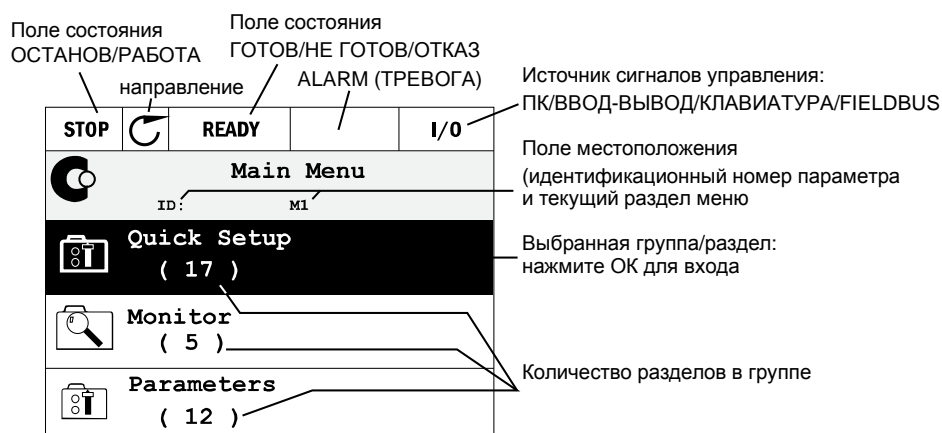 Поле состояния
ОСТАНОВ/РАБОТА
направление
Поле состояния
ГОТОВ/НЕ ГОТОВ/ОТКАЗ
ALARM (ТРЕВОГА)
Источник сигналов управления:
ПК/ВВОД-ВЫВОД/КЛАВИАТУРА/FIELDBUS
STOP
READY
I/O
Main Menu
ID:
M1
Поле местоположения
(идентификационный номер параметра
и текущий раздел меню
Quick Setup
( 17 )
Выбранная группа/раздел:
нажмите ОК для входа
Monitor
( 5 )
Parameters
( 12 )
Количество разделов в группе